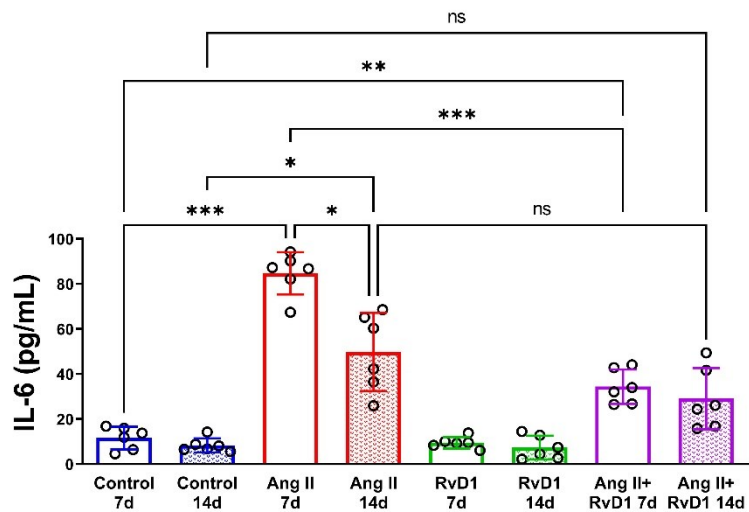 ns
**
***
*
***
*
ns
IL-6 (pg/mL)
100
80
60
40
20
0
Control
7d
Control
14d
Ang II
7d
Ang II
14d
RvD1
7d
RvD1
14d
Ang II+
RvD1 7d
Ang II+
RvD1 14d